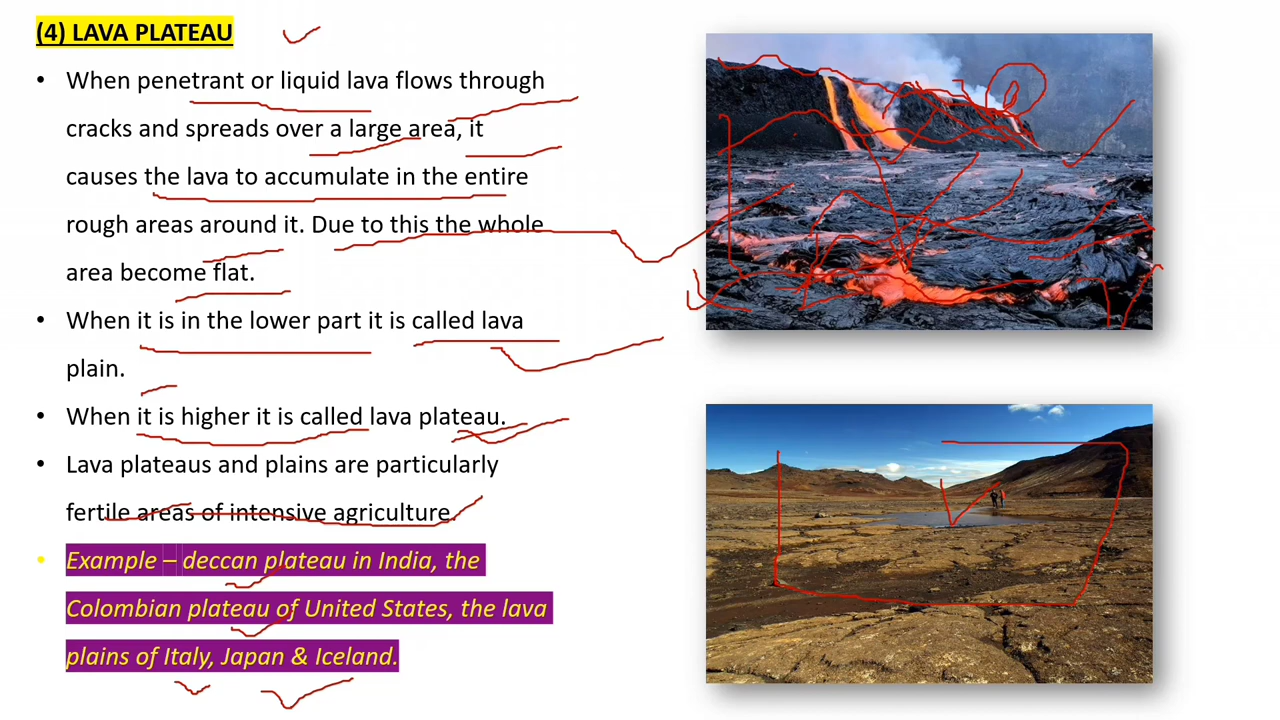 (4) LAVA PLATEAU
• When penetrant or liquid lava flows through
cracks and spreads over a large area, it
causes the lava to accumulate in the entire
rough areas around it. Due to this the whole
area become flat.
• When it is in the lower part it is called lava
plain.
• When it is higher it is called lava plateau.
• Lava plateaus and plains are particularly
fertile areas of intensive agriculture.
• Example – deccan plateau in India, the
Colombian plateau of United States, the lava
plains of Italy, Japan & Iceland.